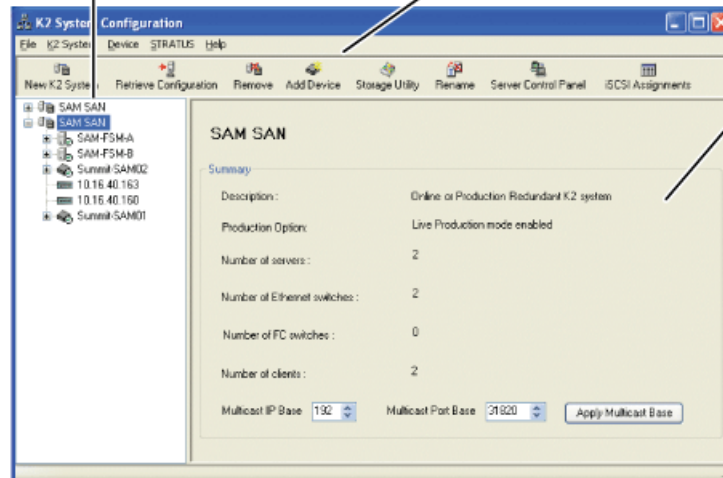 K2 System Configuration
File K2 System Device STRATUS Help
New K2 System Retrieve Configuration Remove Add Device Storage Utility Rename Server Control Panel iSCSI Assignments
SAM SAN
SAM SAN
SAM-FSM-A
SAM-FSM-B
Summit-SAM02
10.16.40.163
10.16.40.160
Summit-SAM01
SAM SAN
Summary
Description : Online or Production Redundant K2 system
Production Option: Live Production mode enabled
Number of servers : 2
Number of Ethernet switches : 2
Number of FC switches : 0
Number of clients : 2
Multicast IP Base 192 Multicast Port Base 31820 Apply Multicast Base